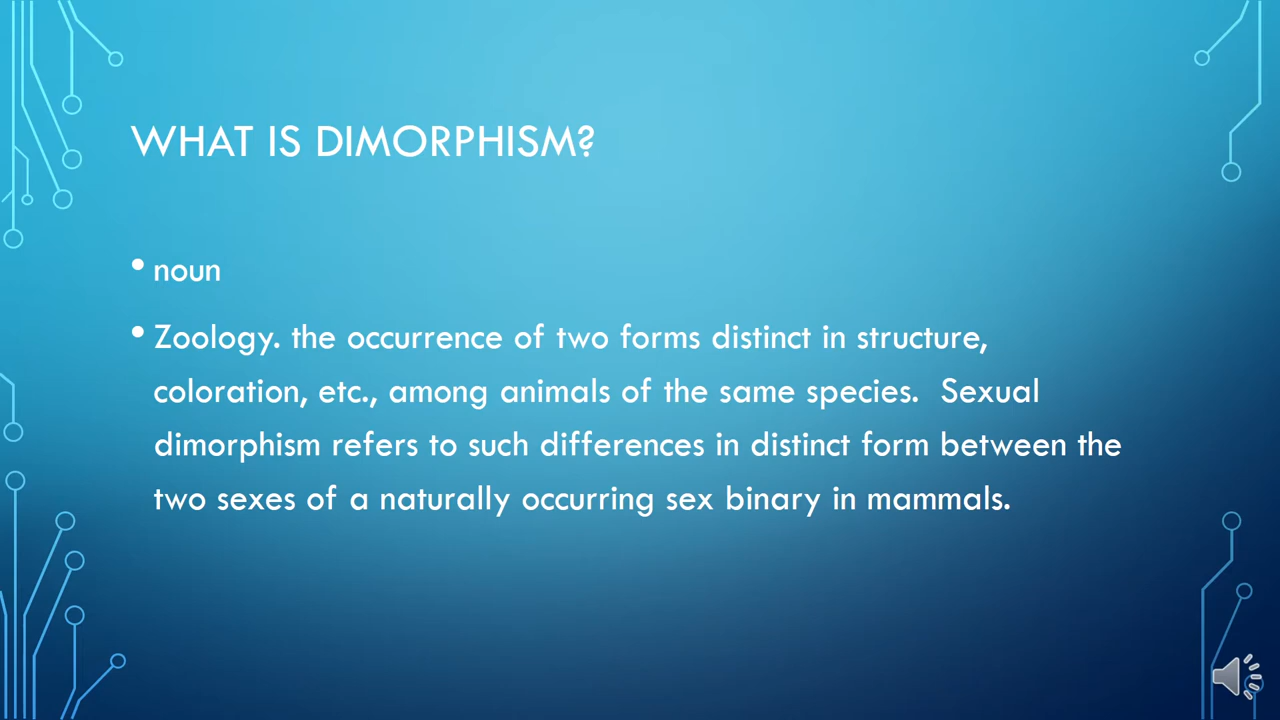 WHAT IS DIMORPHISM?
• noun
• Zoology. the occurrence of two forms distinct in structure,
coloration, etc., among animals of the same species.  Sexual
dimorphism refers to such differences in distinct form between the
two sexes of a naturally occurring sex binary in mammals.